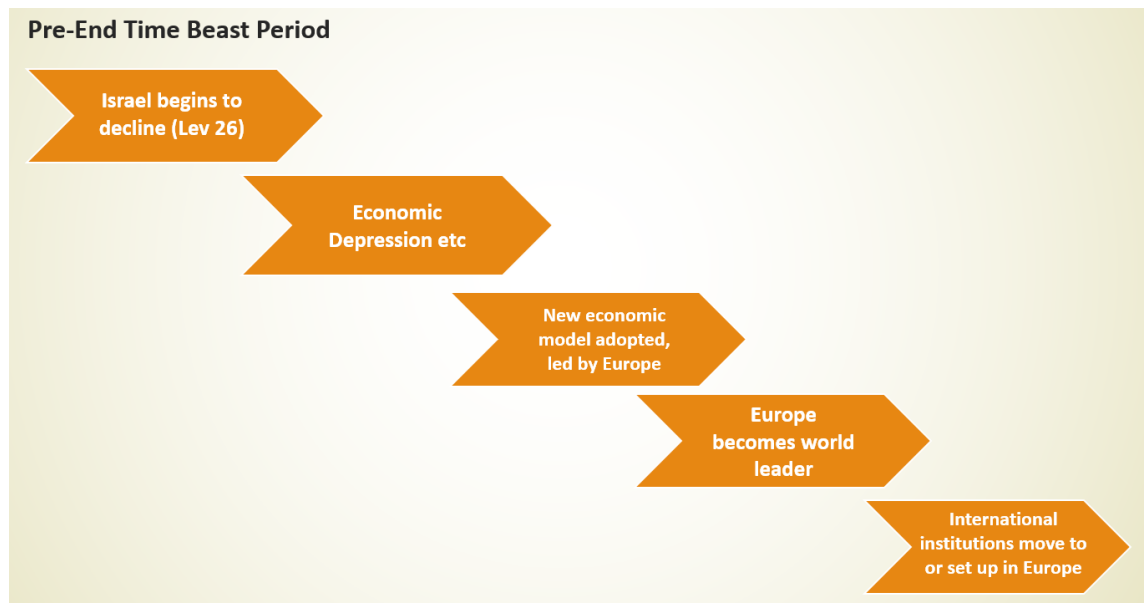 Pre-End Time Beast Period
Israel begins to
decline (Lev 26)
Economic
Depression etc
New economic
model adopted,
led by Europe
Europe
becomes world
leader
International
institutions move to
or set up in Europe